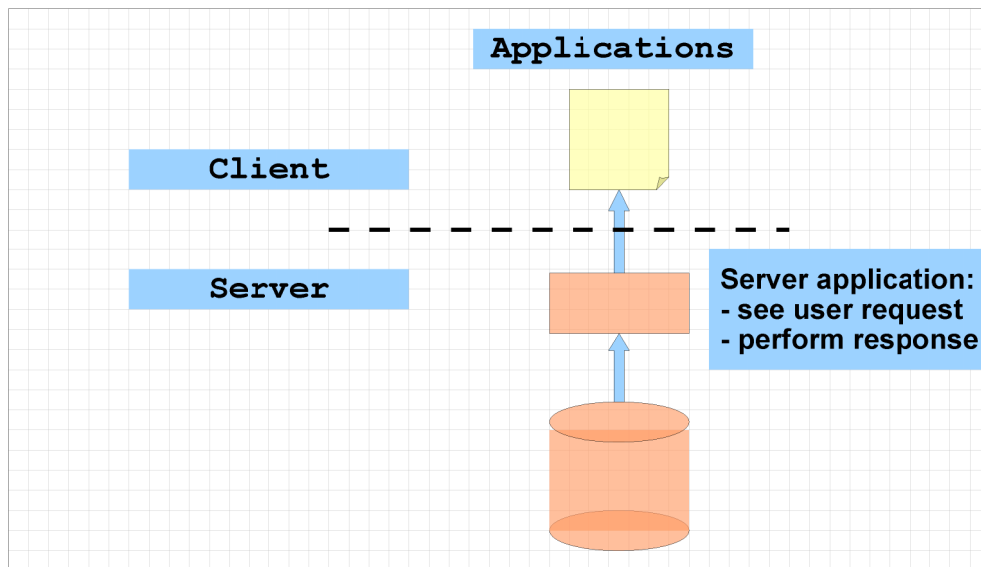 Applications
Client
Server
Server application:
- see user request
- perform response